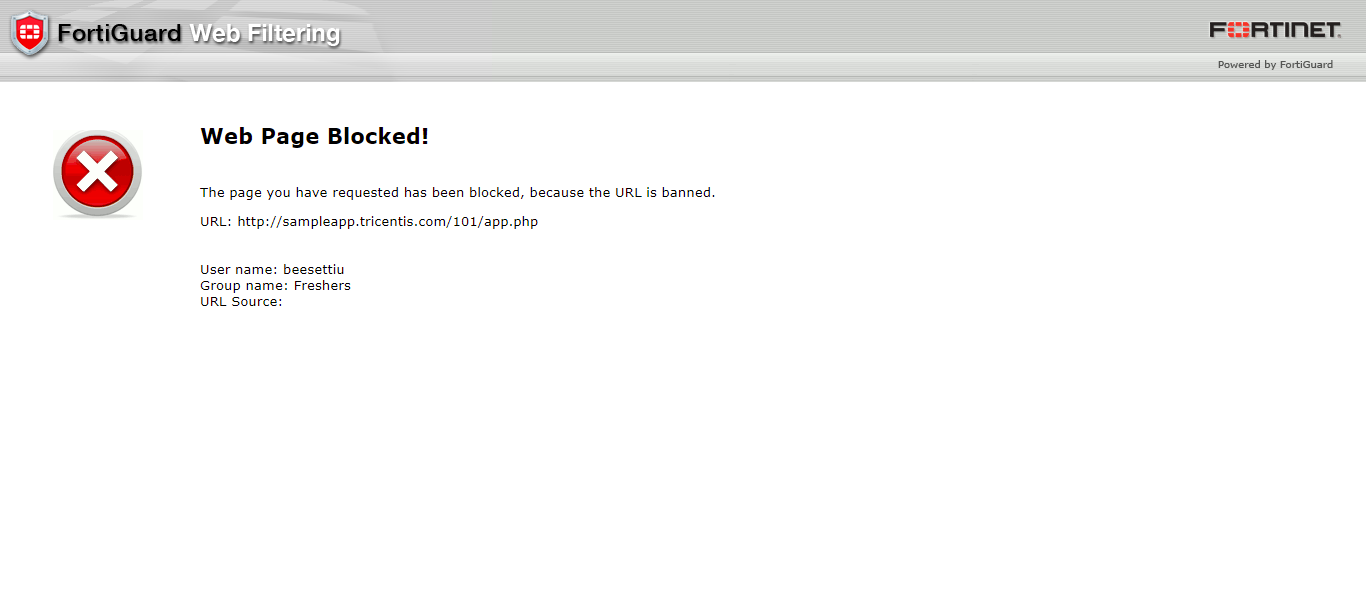 FortiGuard Web Filtering
FORTINET
Powered by FortiGuard
Web Page Blocked!
The page you have requested has been blocked, because the URL is banned.
URL: http://sampleapp.tricentis.com/101/app.php
User name: beesettiu
Group name: Freshers
URL Source: